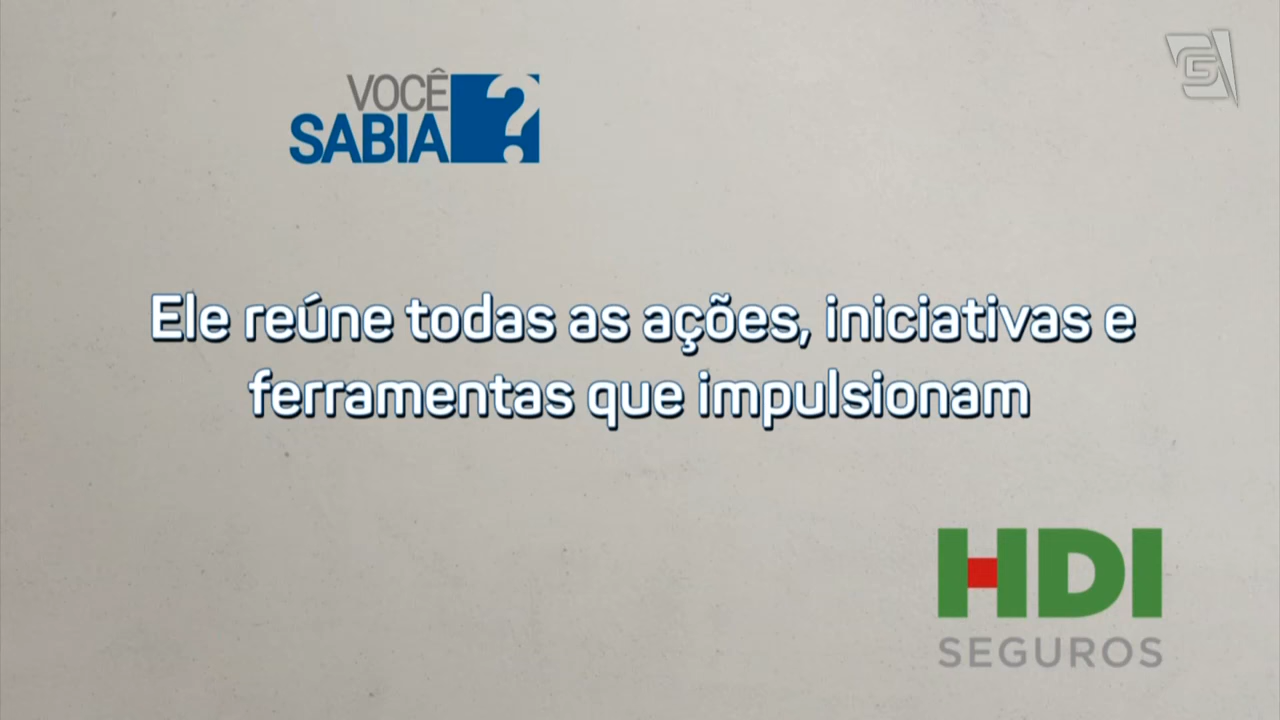 VOCÊ
SABIA?
Ele reúne todas as ações, iniciativas e
ferramentas que impulsionam
HDI
SEGUROS